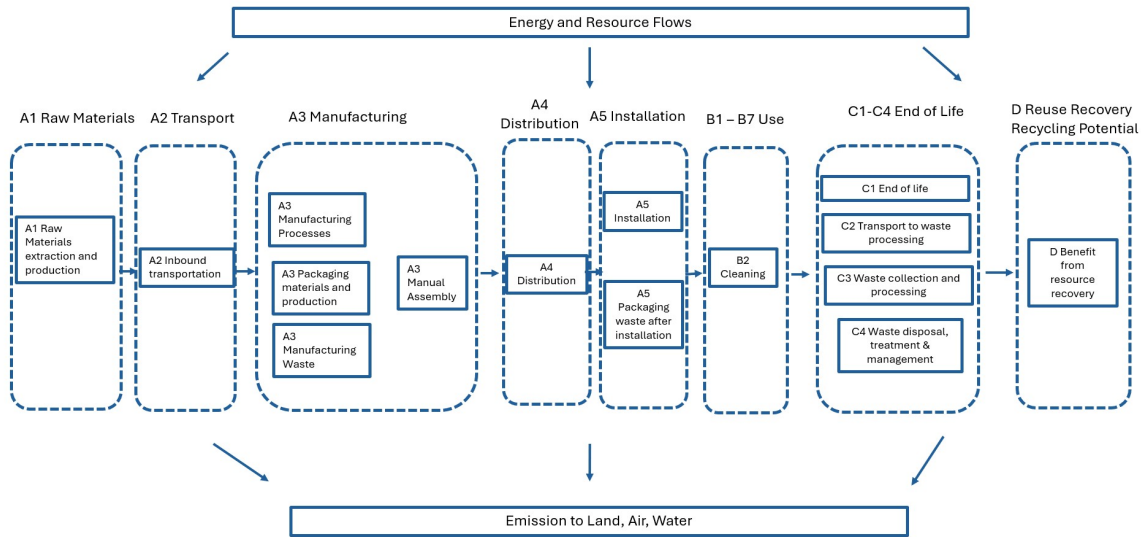 Energy and Resource Flows
A1 Raw Materials
A2 Transport
A3 Manufacturing
A4
Distribution
A5 Installation
B1 – B7 Use
C1-C4 End of Life
D Reuse Recovery
Recycling Potential
A1 Raw
Materials
extraction and
production
A2 Inbound
transportation
A3
Manufacturing
Processes
A3 Packaging
materials and
production
A3
Manufacturing
Waste
A3
Manual
Assembly
A4
Distribution
A5
Installation
A5
Packaging
waste after
installation
B2
Cleaning
C1 End of life
C2 Transport to waste
processing
C3 Waste collection and
processing
C4 Waste disposal,
treatment &
management
D Benefit
from
resource
recovery
Emission to Land, Air, Water